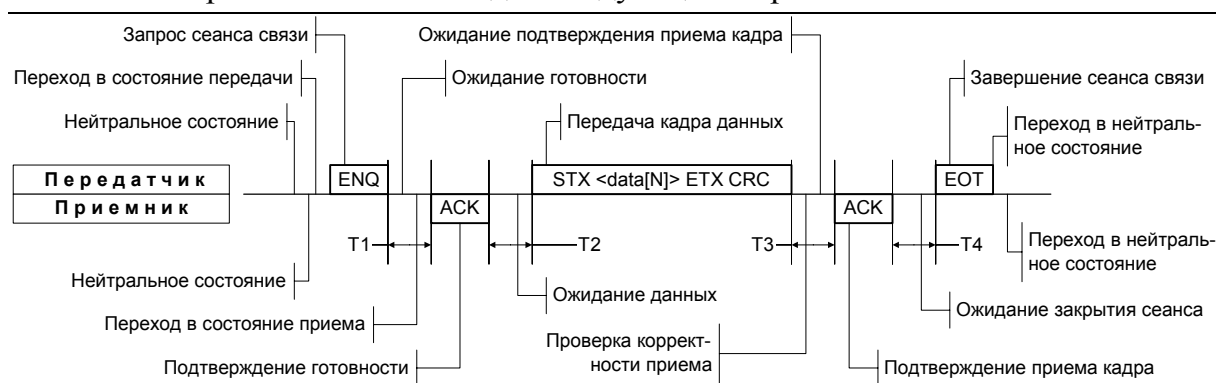 Запрос сеанса связи
Ожидание подтверждения приема кадра
Переход в состояние передачи
Ожидание готовности
Завершение сеанса связи
Нейтральное состояние
Передача кадра данных
Переход в нейтраль-
ное состояние
Передатчик
ENQ
STX <data[N]> ETX CRC
EOT
Приемник
ACK
ACK
T1
T2
T3
T4
Переход в нейтраль-
ное состояние
Нейтральное состояние
Ожидание данных
Ожидание закрытия сеанса
Переход в состояние приема
Проверка коррект-
ности приема
Подтверждение готовности
Подтверждение приема кадра